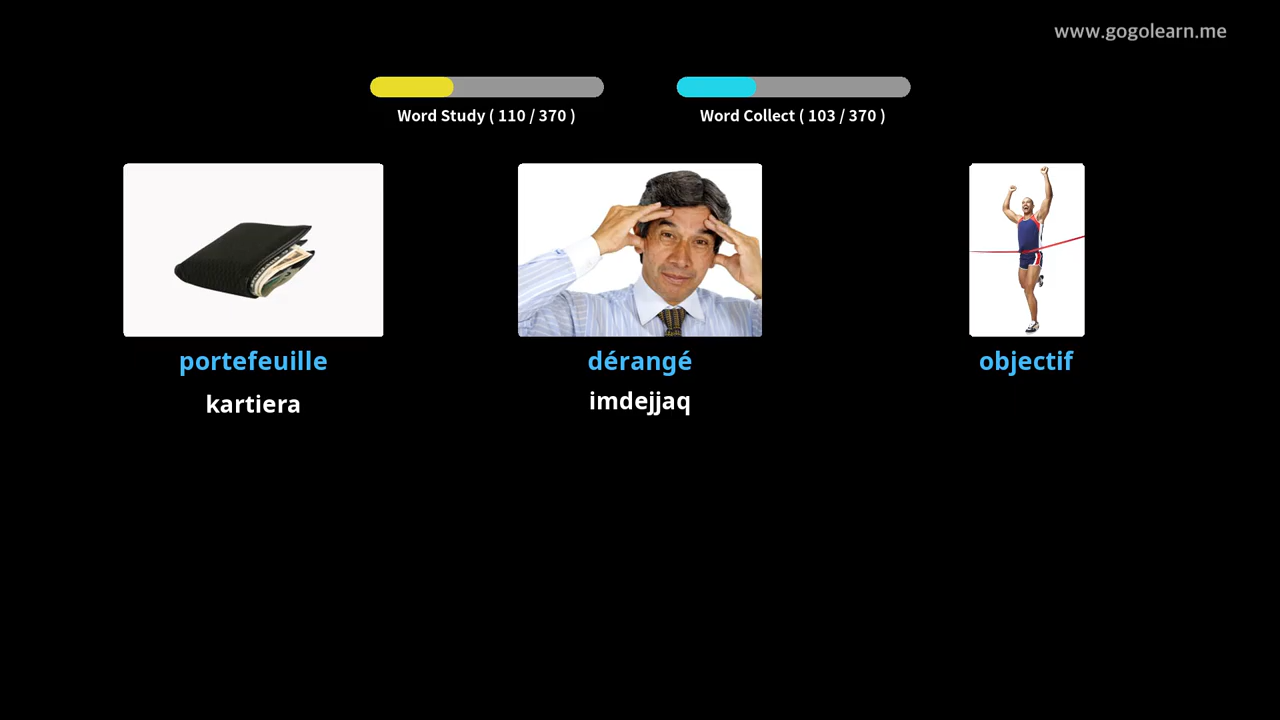 www.gogolearn.me
Word Study ( 110 / 370 )
Word Collect ( 103 / 370 )
portefeuille
dérangé
objectif
kartiera
imdejjaq